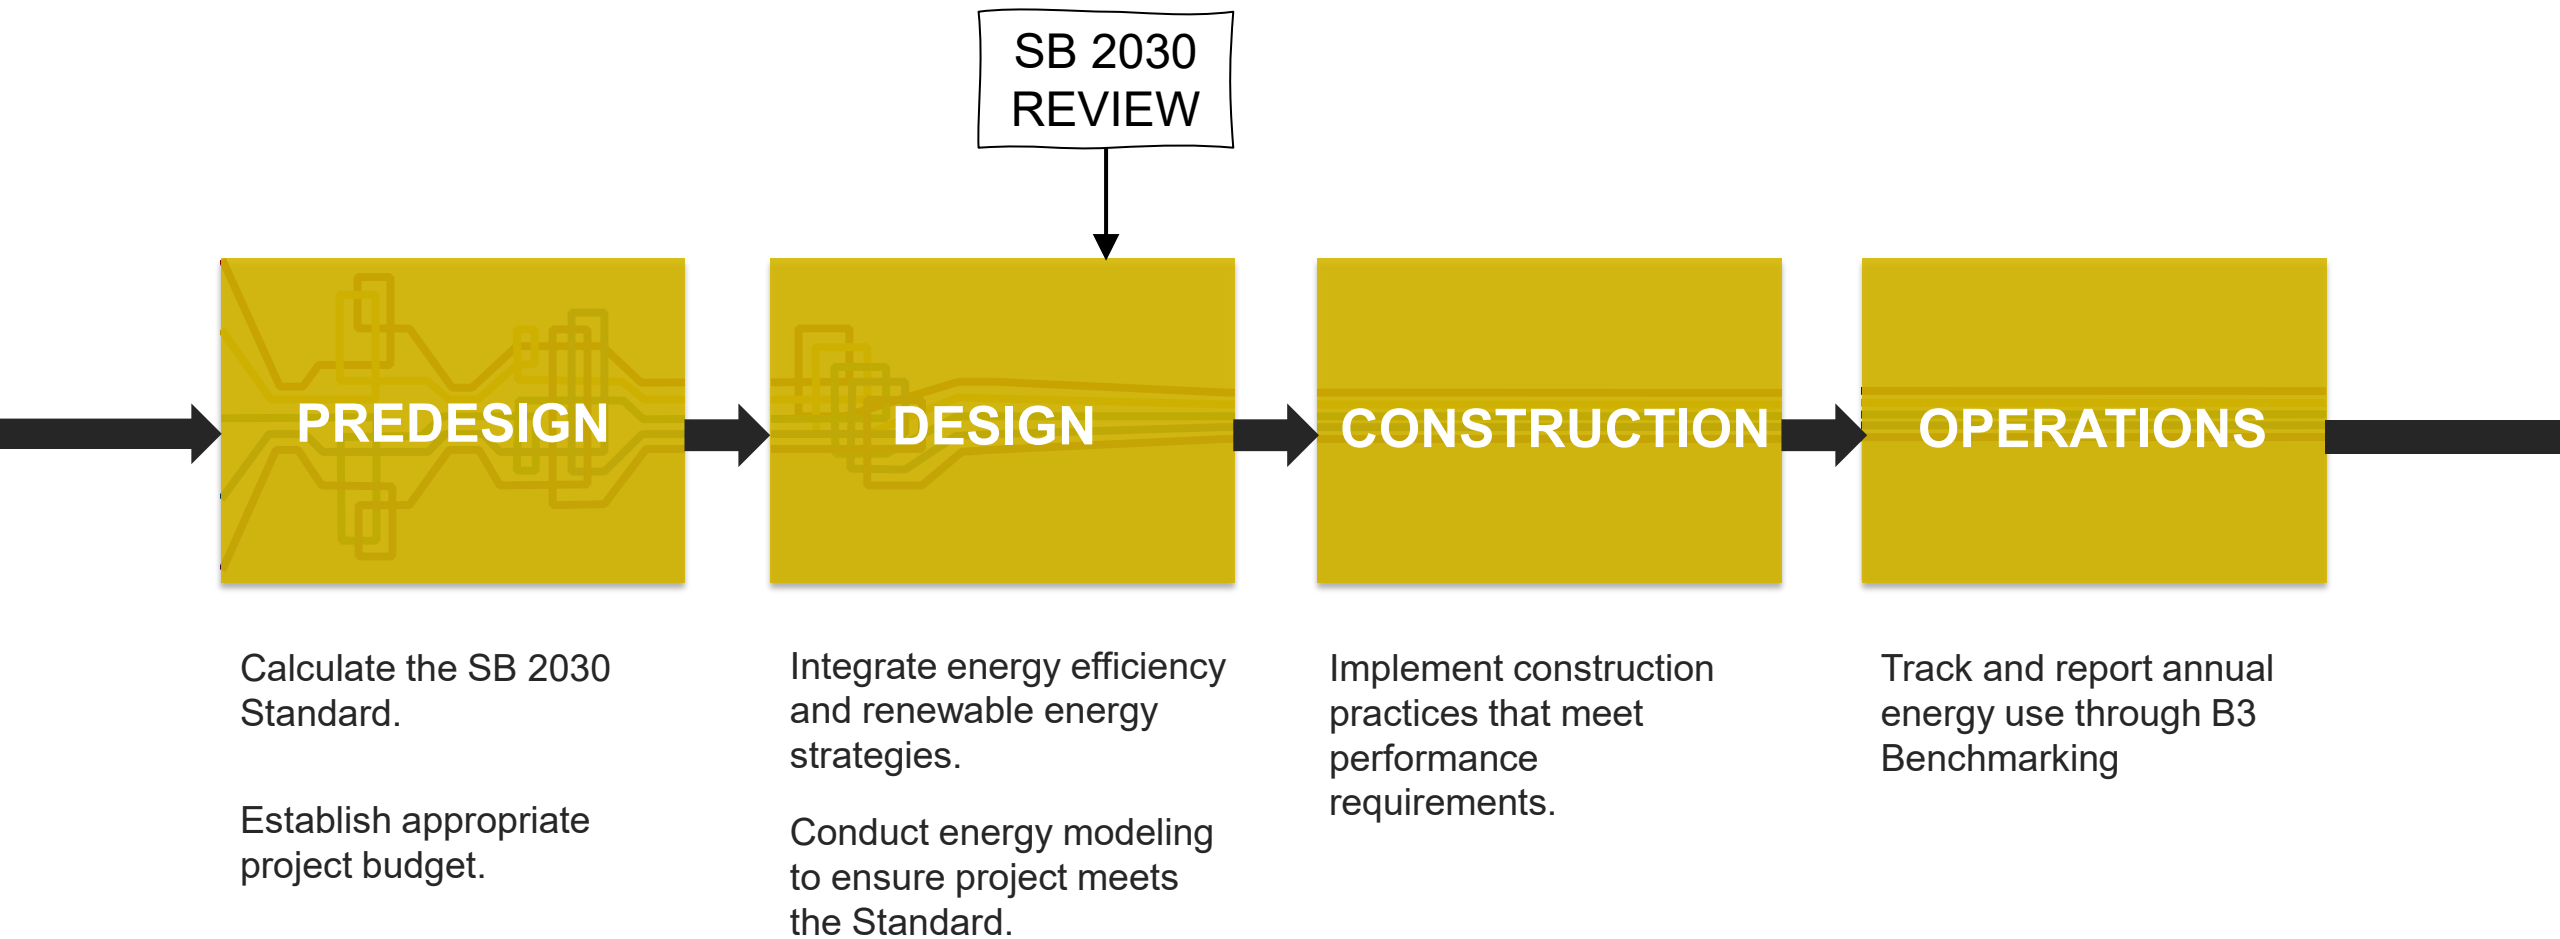 SB 2030
REVIEW
PREDESIGN
DESIGN
CONSTRUCTION
OPERATIONS
Calculate the SB 2030
Standard.
Establish appropriate
project budget.
Integrate energy efficiency
and renewable energy
strategies.
Conduct energy modeling
to ensure project meets
the Standard.
Implement construction
practices that meet
performance
requirements.
Track and report annual
energy use through B3
Benchmarking